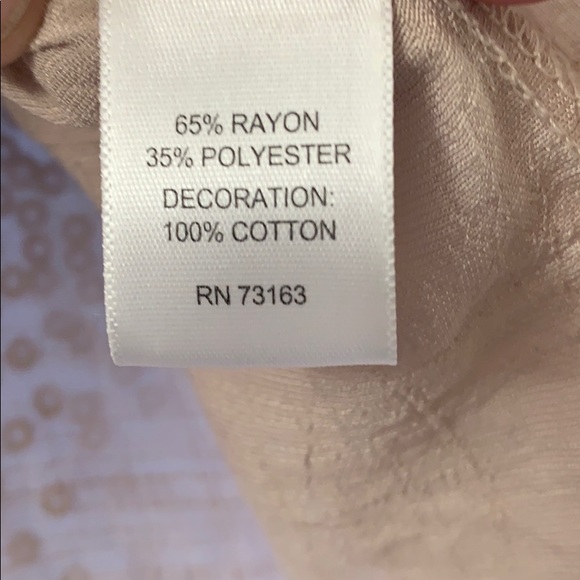 65% RAYON
35% POLYESTER
DECORATION:
100% COTTON
RN 73163